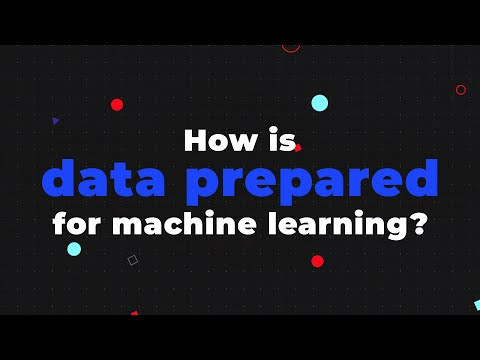 How is
data prepared
for machine learning?